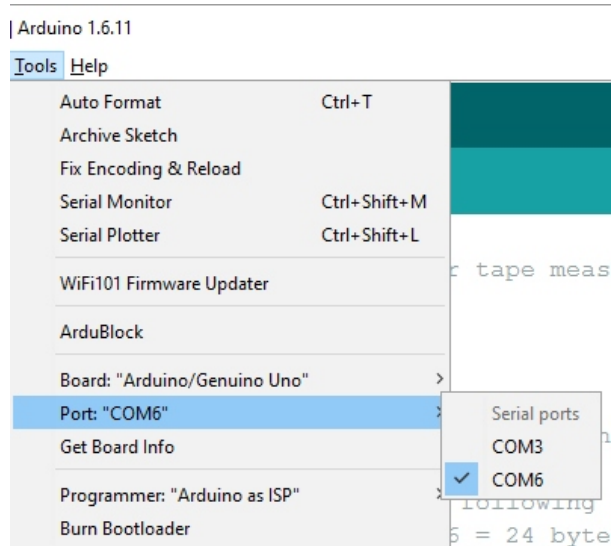 Arduino 1.6.11
Tools Help
Auto Format Ctrl+T
Archive Sketch
Fix Encoding & Reload
Serial Monitor Ctrl+Shift+M
Serial Plotter Ctrl+Shift+L
WiFi101 Firmware Updater
r tape meas
ArduBlock
Board: "Arduino/Genuino Uno"
Port: "COM6"
Serial ports
Get Board Info
COM3
COM6
Programmer: "Arduino as ISP"
following
Burn Bootloader
6 = 24 byte